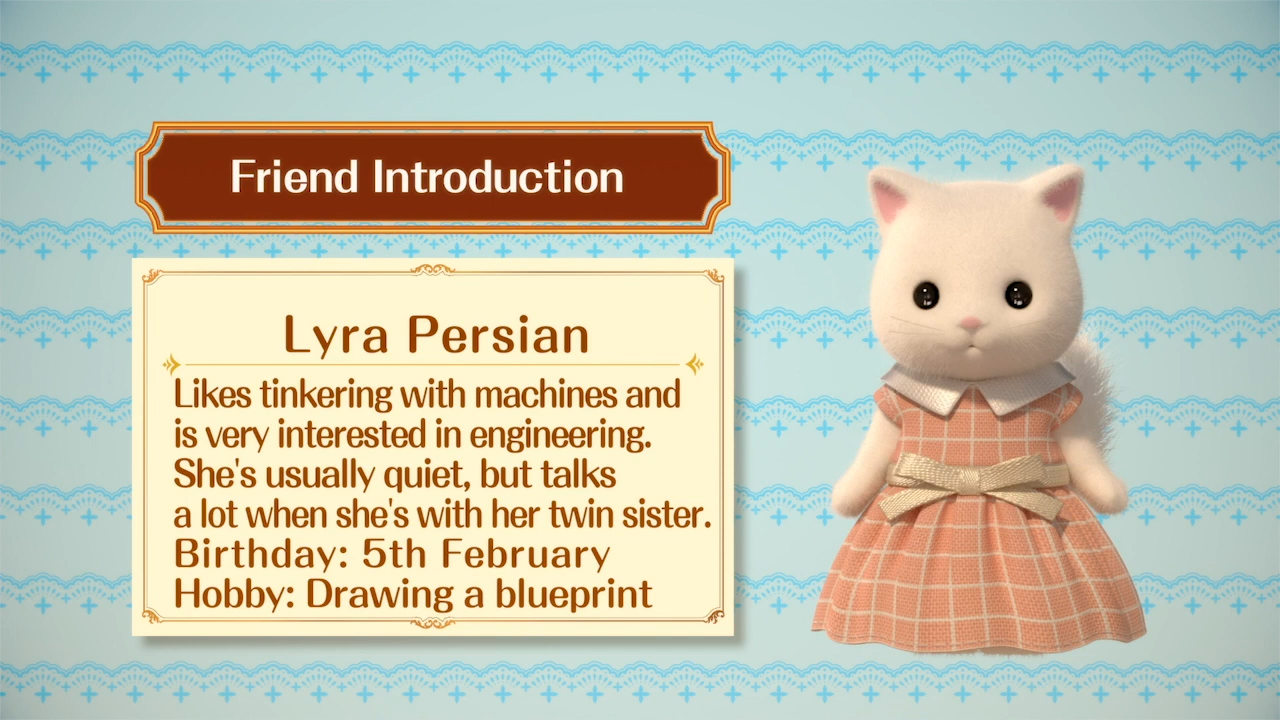 Friend Introduction
Lyra Persian
Likes tinkering with machines and
is very interested in engineering.
She's usually quiet, but talks
a lot when she's with her twin sister.
Birthday: 5th February
Hobby: Drawing a blueprint